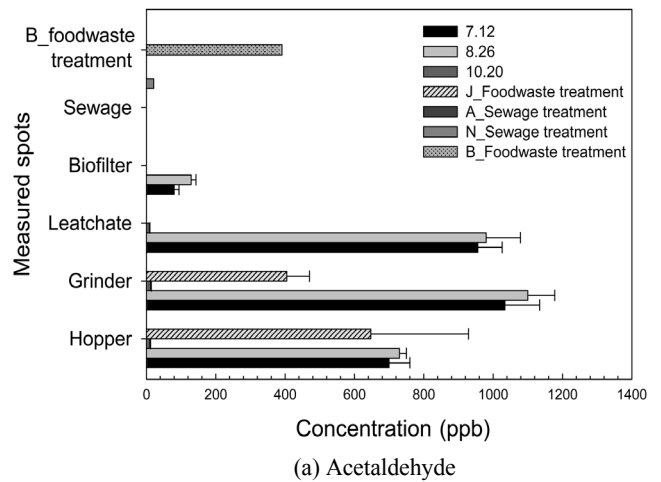 B_foodwaste
treatment
Sewage
Biofilter
Leatchate
Grinder
Hopper
Measured spots
7.12
8.26
10.20
J_Foodwaste treatment
A_Sewage treatment
N_Sewage treatment
B_Foodwaste treatment
0 200 400 600 800 1000 1200 1400
Concentration (ppb)
(a) Acetaldehyde